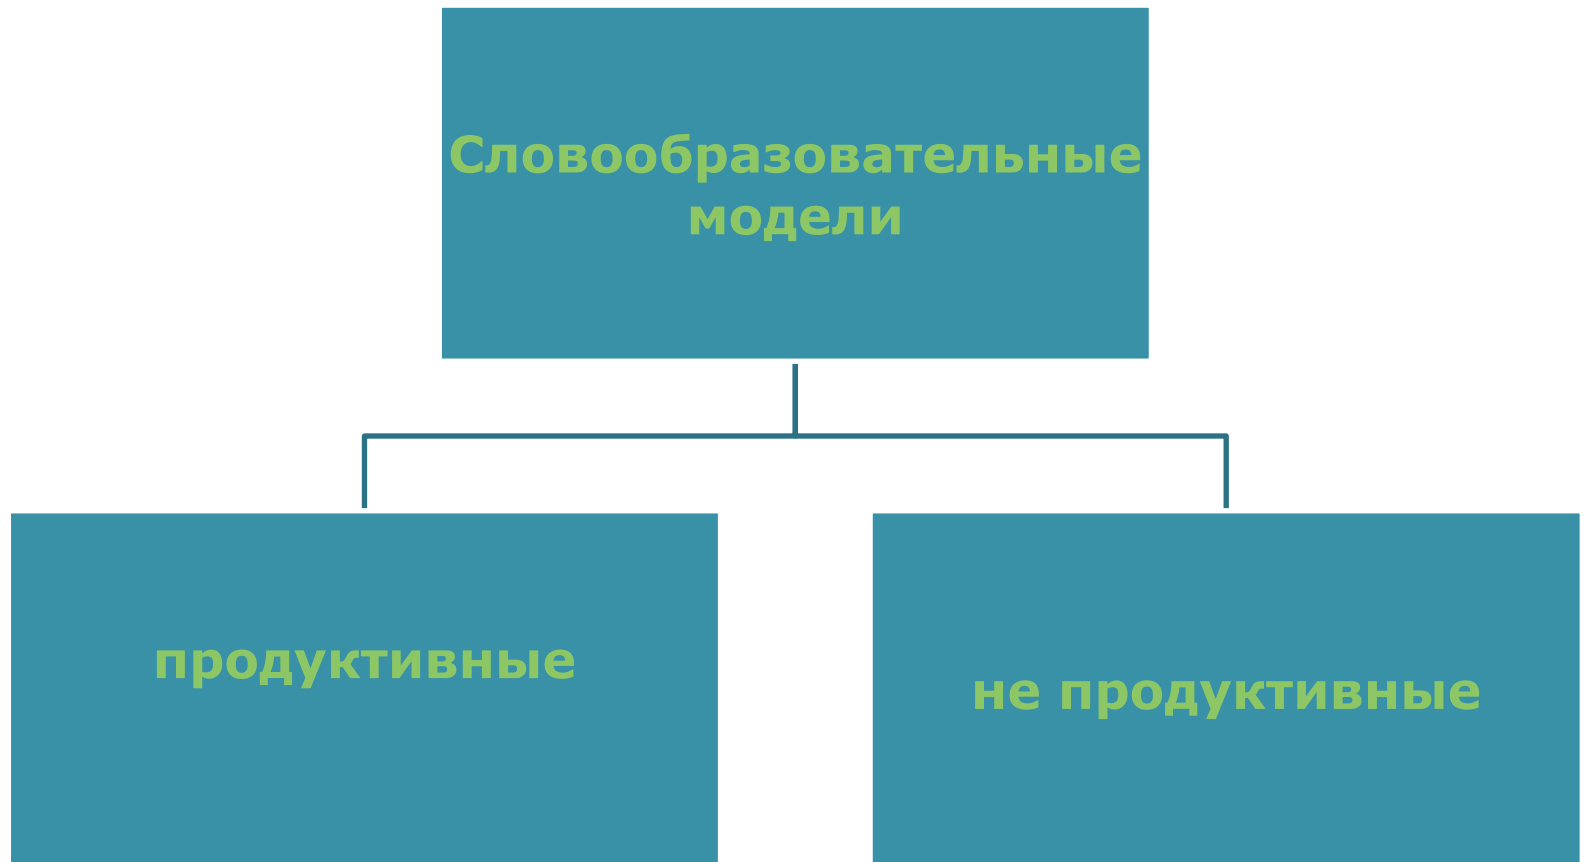 Словообразовательные
модели
продуктивные
не продуктивные